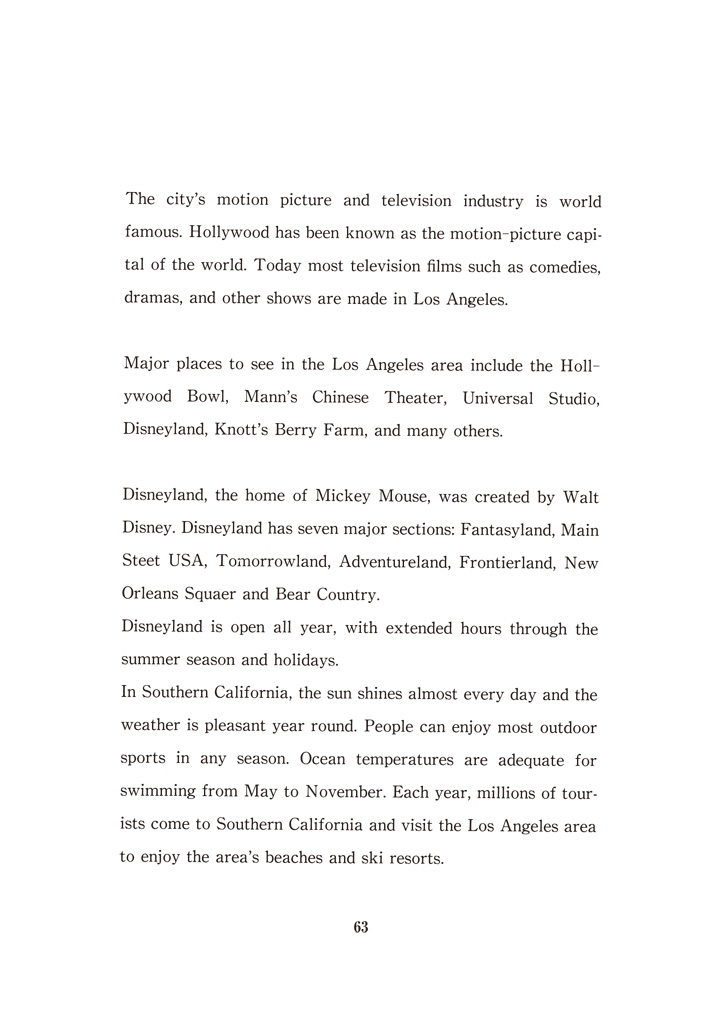 The city's motion picture and television industry is world
famous. Hollywood has been known as the motion-picture capi-
tal of the world. Today most television films such as comedies,
dramas, and other shows are made in Los Angeles.
Major places to see in the Los Angeles area include the Holl-
ywood Bowl, Mann's Chinese Theater, Universal Studio,
Disneyland, Knott's Berry Farm, and many others.
Disneyland, the home of Mickey Mouse, was created by Walt
Disney. Disneyland has seven major sections: Fantasyland, Main
Steet USA, Tomorrowland, Adventureland, Frontierland, New
Orleans Squaer and Bear Country.
Disneyland is open all year, with extended hours through the
summer season and holidays.
In Southern California, the sun shines almost every day and the
weather is pleasant year round. People can enjoy most outdoor
sports in any season. Ocean temperatures are adequate for
swimming from May to November. Each year, millions of tour-
ists come to Southern California and visit the Los Angeles area
to enjoy the area's beaches and ski resorts.
63